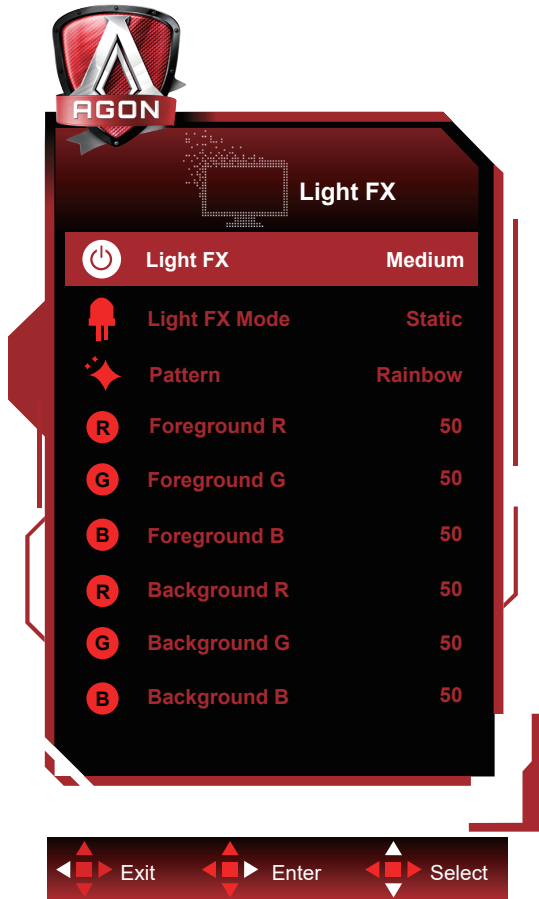 AGON
Light FX
Light FX Medium
Light FX Mode Static
Pattern Rainbow
R Foreground R 50
G Foreground G 50
B Foreground B 50
R Background R 50
G Background G 50
B Background B 50
Exit Enter Select